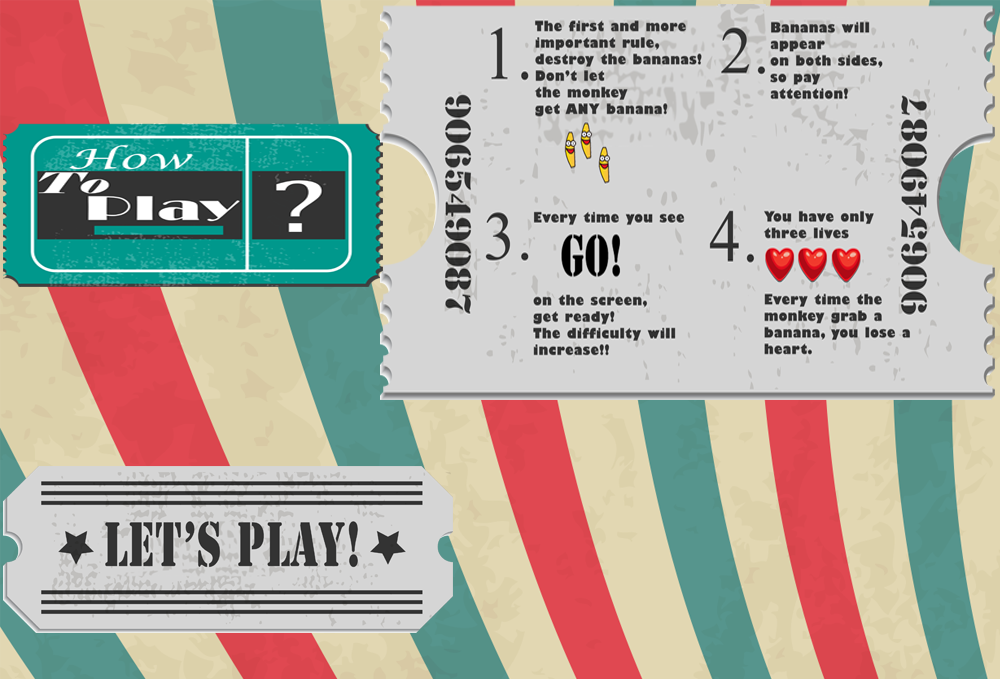 How
To
Play
?
1.
The first and more
important rule,
destroy the bananas!
Don't let
the monkey
get ANY banana!
2.
Bananas will
appear
on both sides,
so pay
attention!
3.
Every time you see
GO!
on the screen,
get ready!
The difficulty will
increase!!
4.
You have only
three lives
Every time the
monkey grab a
banana, you lose a
heart.
LET'S PLAY!